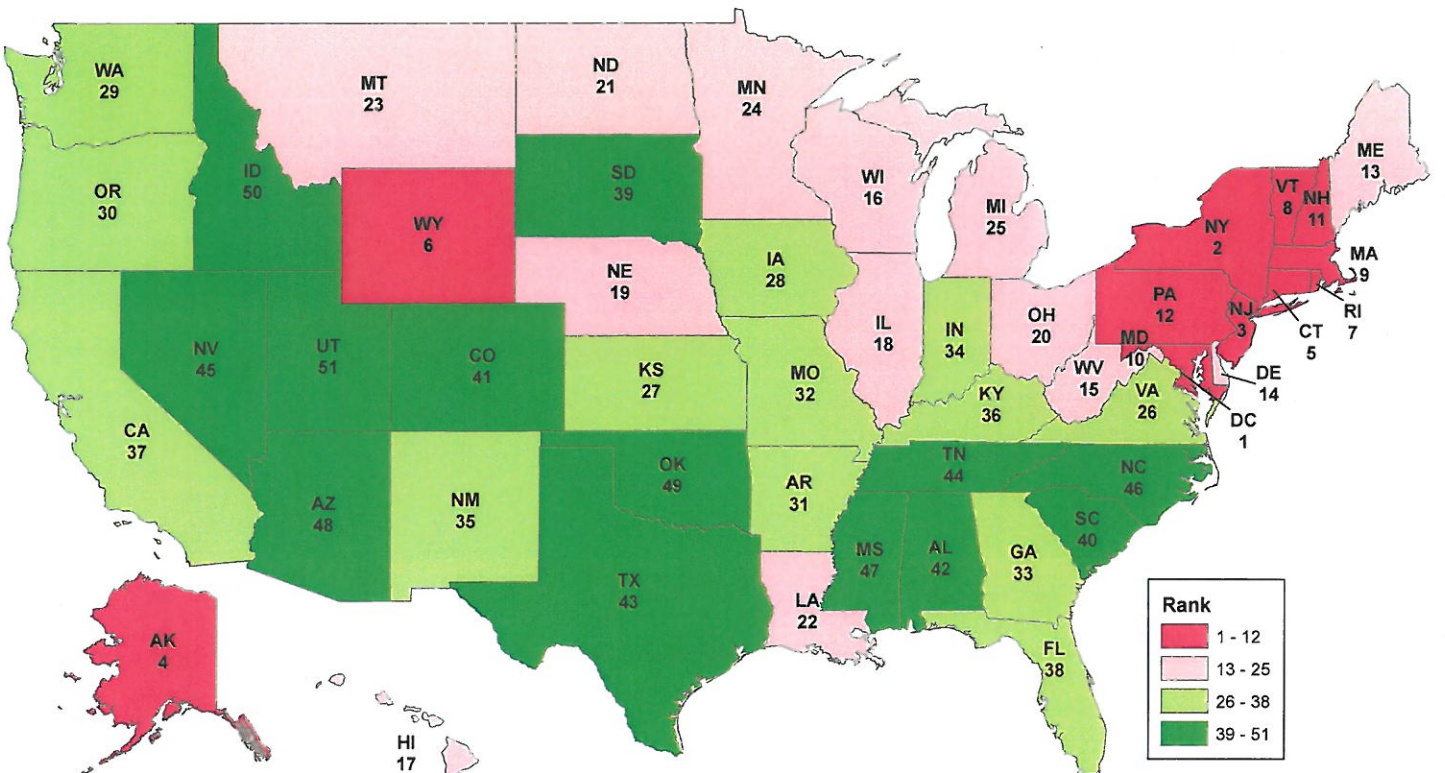 WA
29
MT
23
ND
21
MN
24
OR
30
ID
50
WY
6
SD
39
WI
16
MI
25
ME
13
VT
8
NH
11
NY
2
MA
9
RI
7
CT
5
PA
12
NJ
3
NE
19
IA
28
IL
18
IN
34
OH
20
MD
10
WV
15
DE
14
DC
1
VA
26
NV
45
UT
51
CO
41
KS
27
MO
32
KY
36
CA
37
AZ
48
NM
35
OK
49
AR
31
TN
44
NC
46
SC
40
TX
43
LA
22
MS
47
AL
42
GA
33
FL
38
AK
4
HI
17
Rank
1 - 12
13 - 25
26 - 38
39 - 51